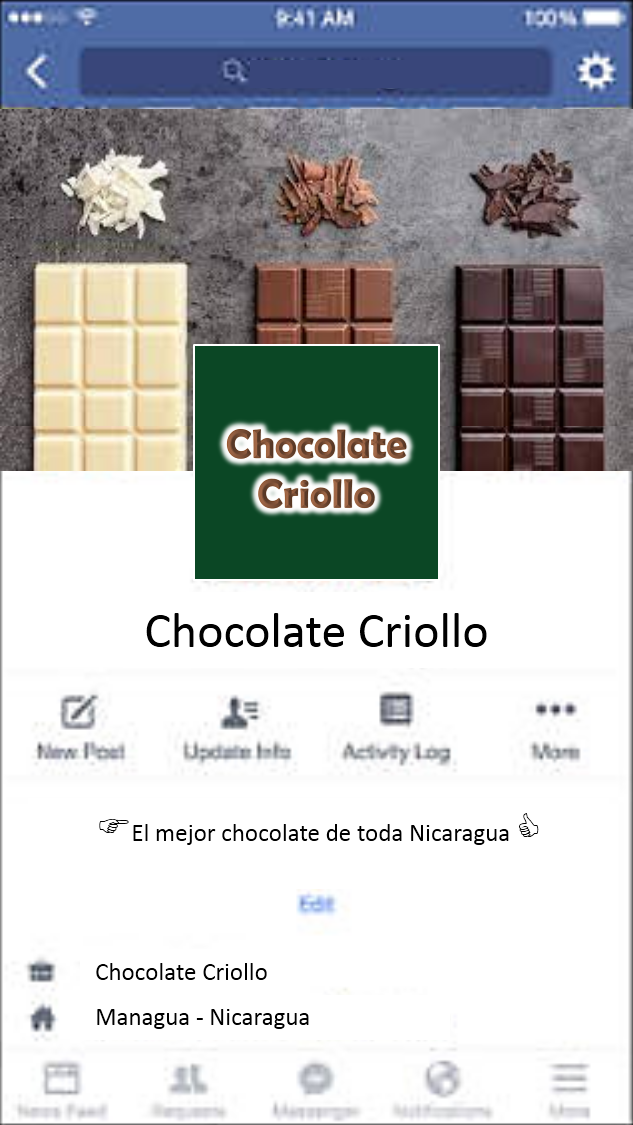 9:41 AM 100%
Chocolate
Criollo
Chocolate Criollo
New Post Update Info Activity Log More
El mejor chocolate de toda Nicaragua
Edit
Chocolate Criollo
Managua - Nicaragua
News Feed Requests Messenger Notifications More